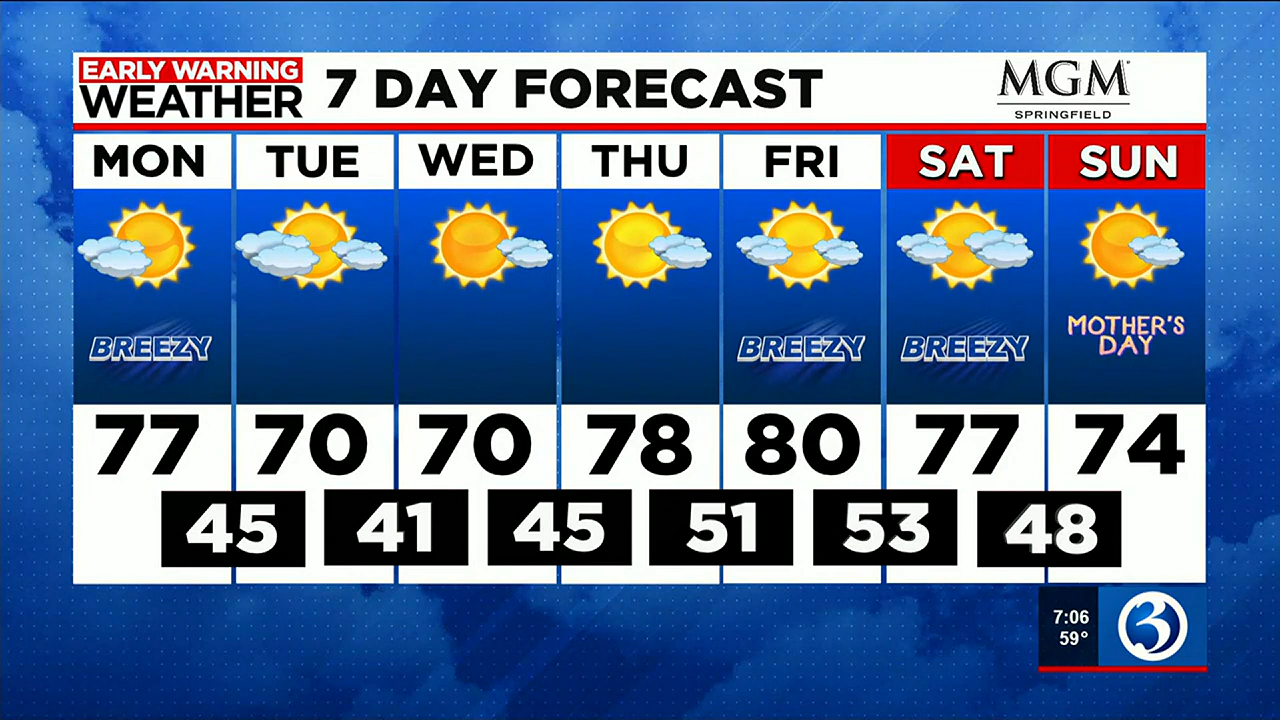 EARLY WARNING
WEATHER
7 DAY FORECAST
MGM
SPRINGFIELD
MON TUE WED THU FRI SAT SUN
BREEZY BREEZY BREEZY MOTHER'S
DAY
77 70 70 78 80 77 74
45 41 45 51 53 48
7:06
59°
3